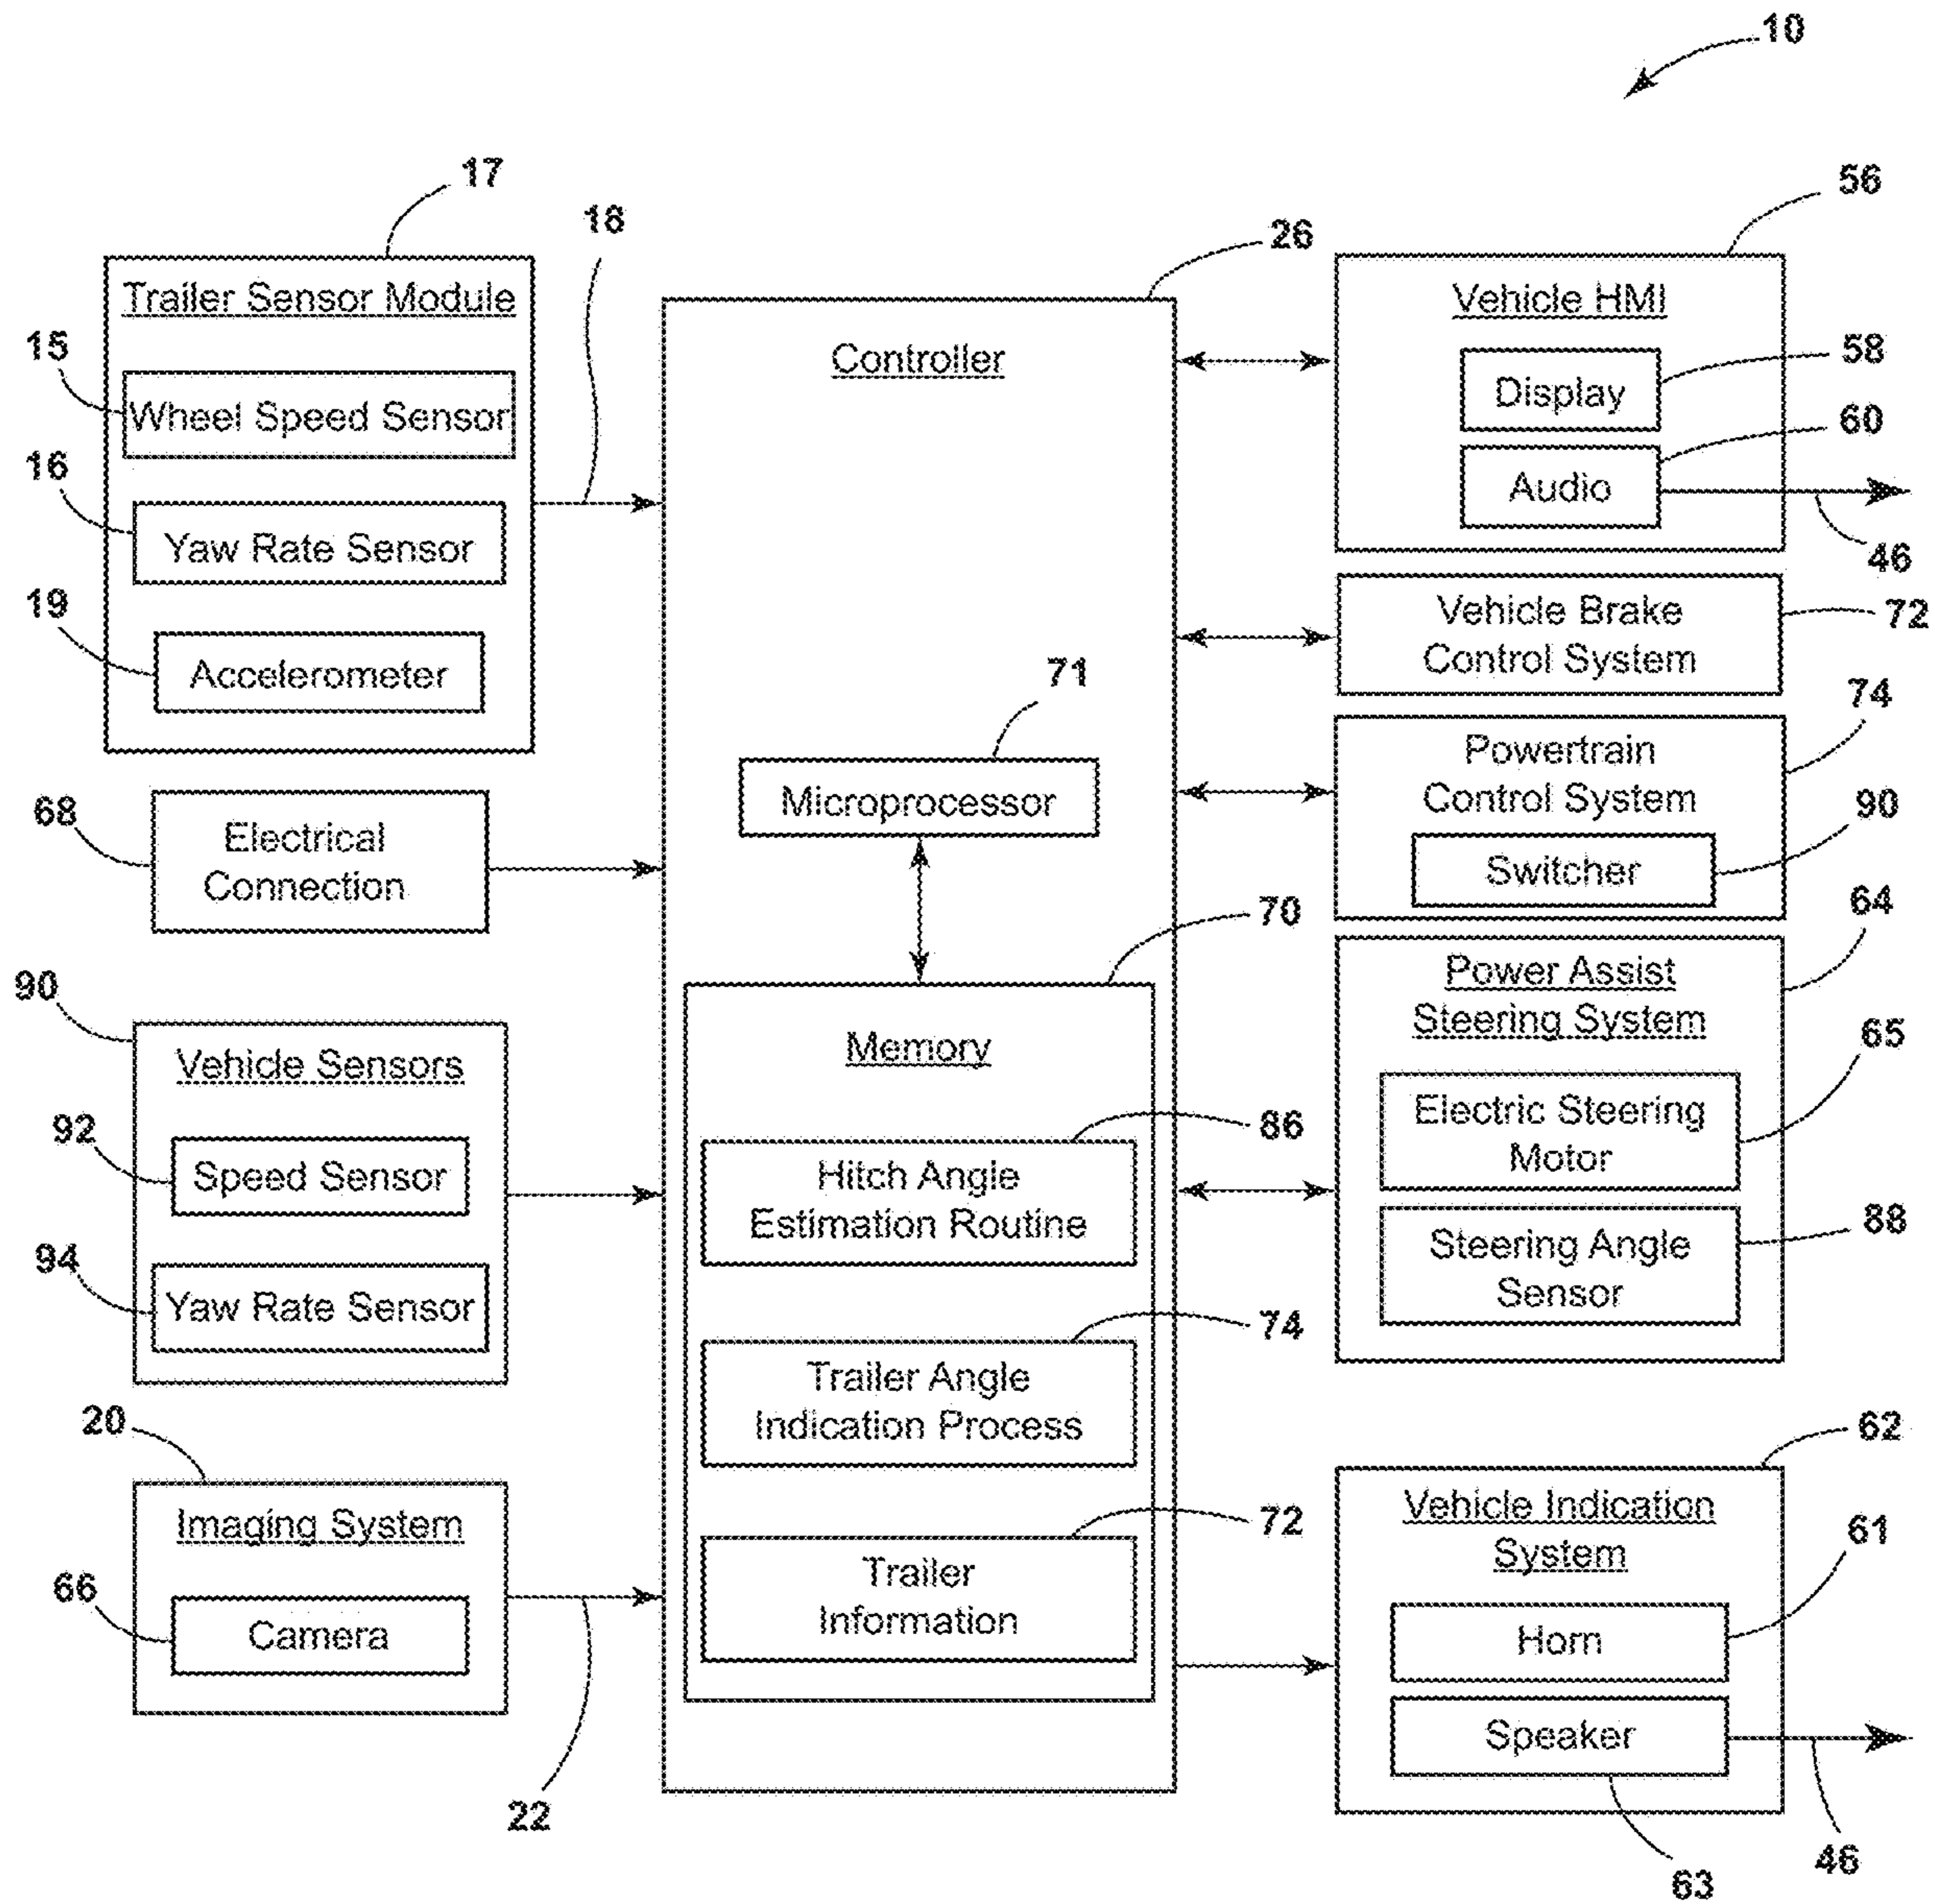 10
17
18
26
56
Trailer Sensor Module
15
Wheel Speed Sensor
16
Yaw Rate Sensor
19
Accelerometer
68
Electrical
Connection
90
Vehicle Sensors
92
Speed Sensor
94
Yaw Rate Sensor
20
Imaging System
66
Camera
22
Controller
71
Microprocessor
70
Memory
86
Hitch Angle
Estimation Routine
74
Trailer Angle
Indication Process
72
Trailer
Information
Vehicle HMI
58
Display
60
Audio
46
Vehicle Brake
Control System
72
74
Powertrain
Control System
90
Switcher
64
Power Assist
Steering System
65
Electric Steering
Motor
88
Steering Angle
Sensor
62
Vehicle Indication
System
61
Horn
Speaker
46
63